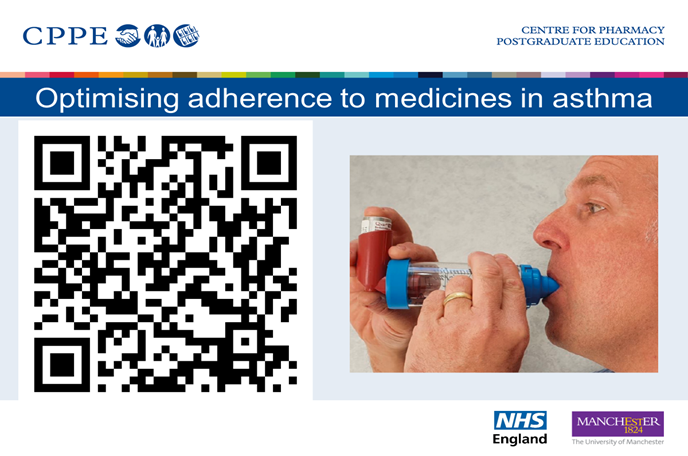 CPPE
CENTRE FOR PHARMACY
POSTGRADUATE EDUCATION
Optimising adherence to medicines in asthma
NHS
England
MANCHESTER
1824
The University of Manchester